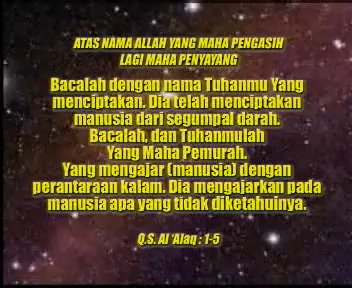 ATAS NAMA ALLAH YANG MAHA PENGASIH
LAGI MAHA PENYAYANG
Bacalah dengan nama Tuhanmu Yang
menciptakan. Dia telah menciptakan
manusia dari segumpal darah.
Bacalah, dan Tuhanmulah
Yang Maha Pemurah.
Yang mengajar (manusia) dengan
perantaraan kalam. Dia mengajarkan pada
manusia apa yang tidak diketahuinya.
Q.S. Al 'Alaq : 1-5